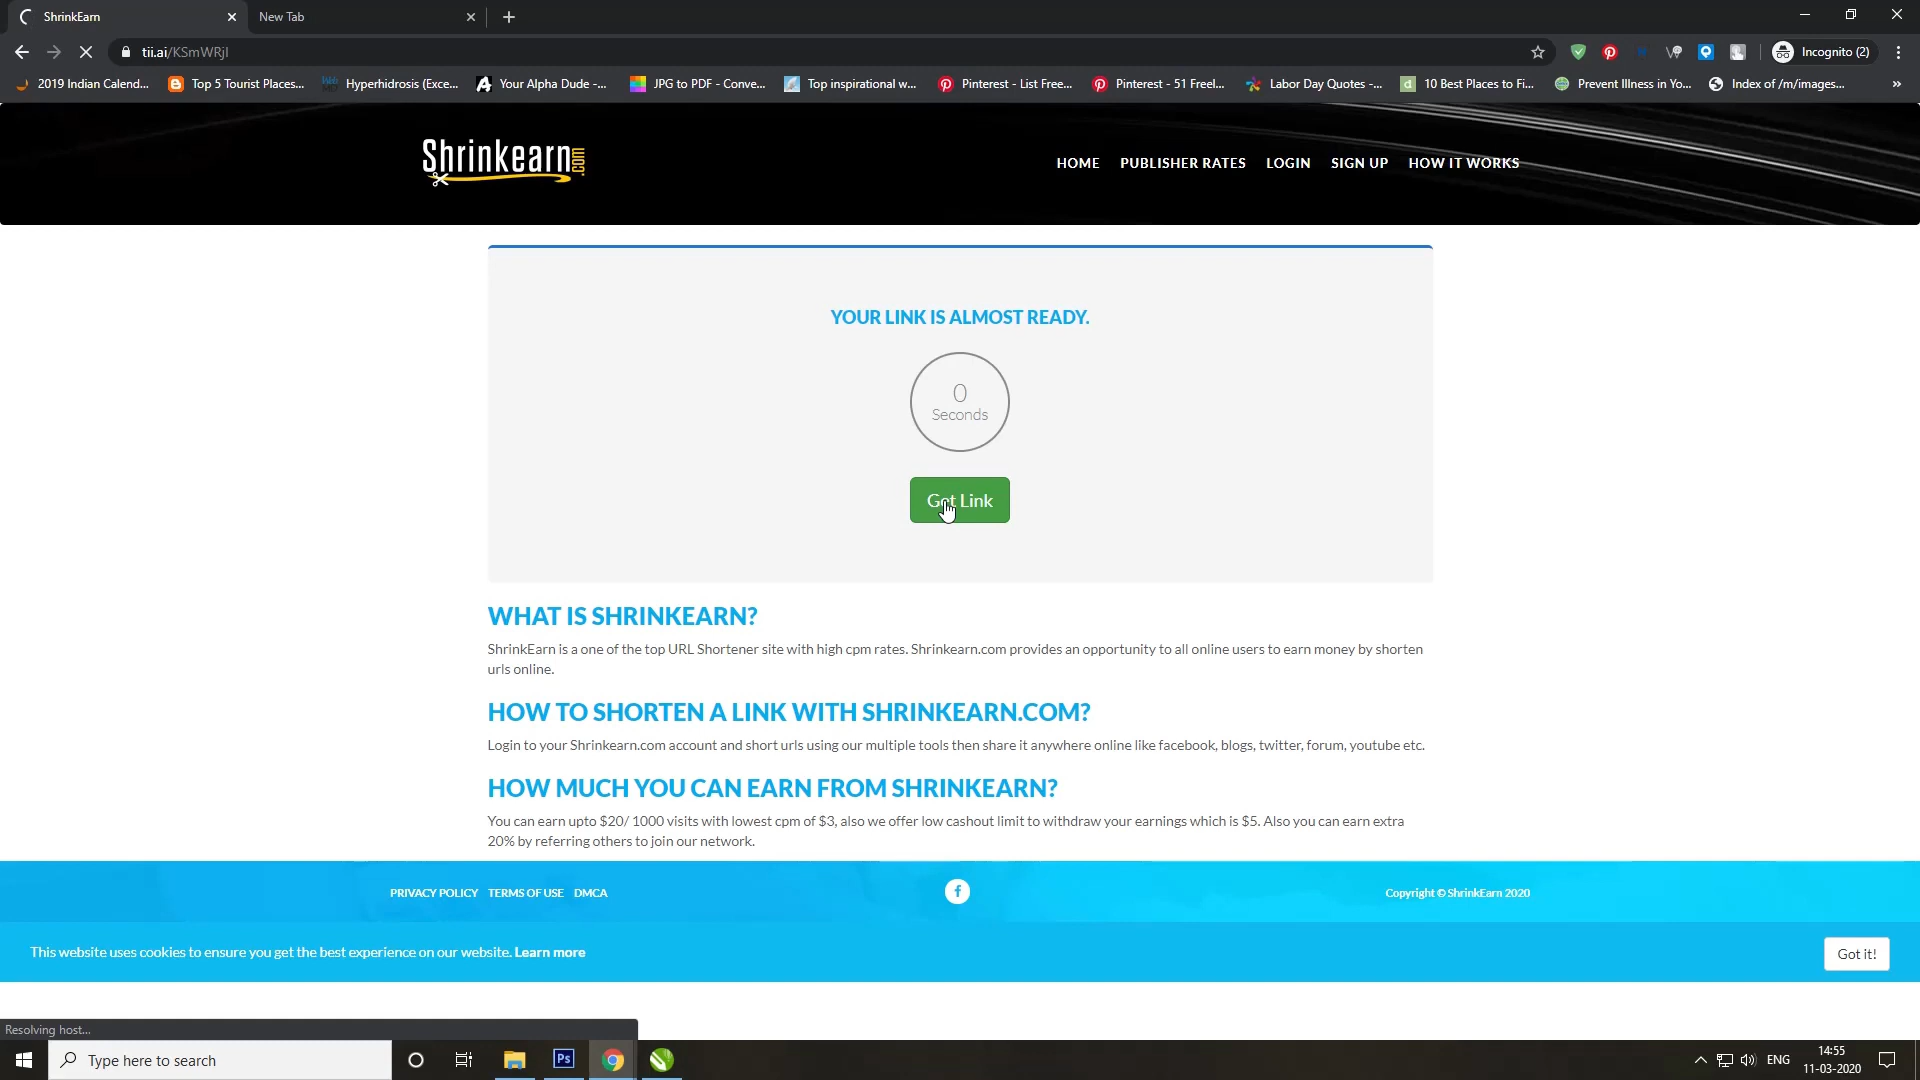 ShrinkEarn
New Tab
tii.ai/KSmWRjI
Incognito (2)
2019 Indian Calend...
Top 5 Tourist Places...
Hyperhidrosis (Exce...
Your Alpha Dude -...
JPG to PDF - Conve...
Top inspirational w...
Pinterest - List Free...
Pinterest - 51 Freel...
Labor Day Quotes -...
10 Best Places to Fi...
Prevent Illness in Yo...
Index of /m/images...
Shrinkearn.com
HOME
PUBLISHER RATES
LOGIN
SIGN UP
HOW IT WORKS
YOUR LINK IS ALMOST READY.
0
Seconds
Get Link
WHAT IS SHRINKEARN?
ShrinkEarn is a one of the top URL Shortener site with high cpm rates. Shrinkearn.com provides an opportunity to all online users to earn money by shorten
urls online.
HOW TO SHORTEN A LINK WITH SHRINKEARN.COM?
Login to your Shrinkearn.com account and short urls using our multiple tools then share it anywhere online like facebook, blogs, twitter, forum, youtube etc.
HOW MUCH YOU CAN EARN FROM SHRINKEARN?
You can earn upto $20/ 1000 visits with lowest cpm of $3, also we offer low cashout limit to withdraw your earnings which is $5. Also you can earn extra
20% by referring others to join our network.
PRIVACY POLICY
TERMS OF USE
DMCA
Copyright © ShrinkEarn 2020
This website uses cookies to ensure you get the best experience on our website. Learn more
Got it!
Resolving host...
Type here to search
Ps
ENG
14:55
11-03-2020